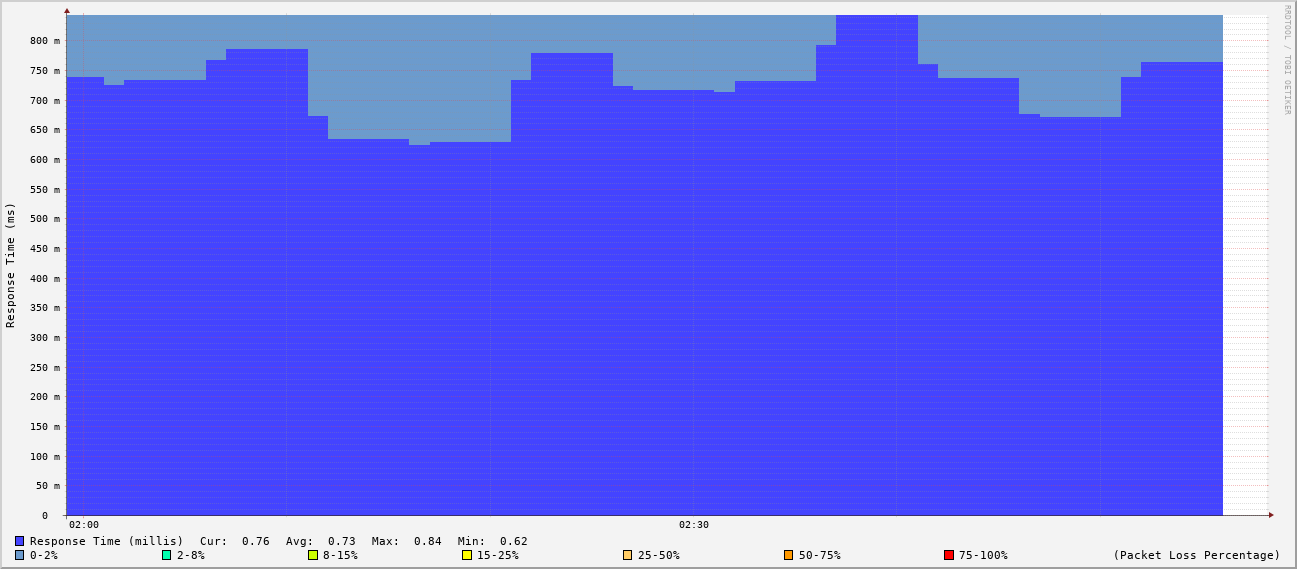 RRDTOOL / TOBI OETIKER
Response Time (ms)
800 m
750 m
700 m
650 m
600 m
550 m
500 m
450 m
400 m
350 m
300 m
250 m
200 m
150 m
100 m
50 m
0
02:00 02:30
Response Time (millis) Cur: 0.76 Avg: 0.73 Max: 0.84 Min: 0.62
0-2% 2-8% 8-15% 15-25% 25-50% 50-75% 75-100% (Packet Loss Percentage)